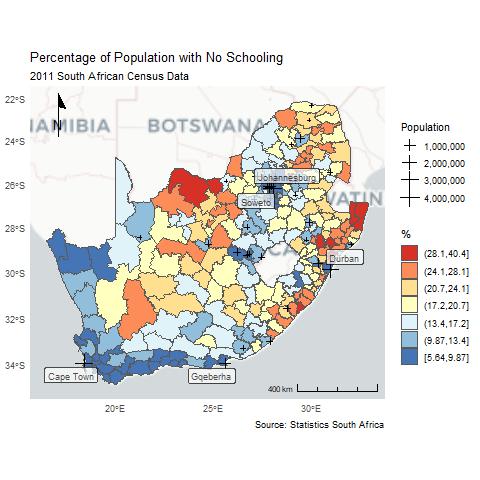 Percentage of Population with No Schooling
2011 South African Census Data
22°S
24°S
26°S
28°S
30°S
32°S
34°S
N
AMIBIA
BOTSWANA
Johannesburg
Soweto
WATIN
CA
Durban
Cape Town
Gqeberha
400 km
20°E
25°E
30°E
Source: Statistics South Africa
Population
1,000,000
2,000,000
3,000,000
4,000,000
%
(28.1,40.4]
(24.1,28.1]
(20.7,24.1]
(17.2,20.7]
(13.4,17.2]
(9.87,13.4]
[5.64,9.87]